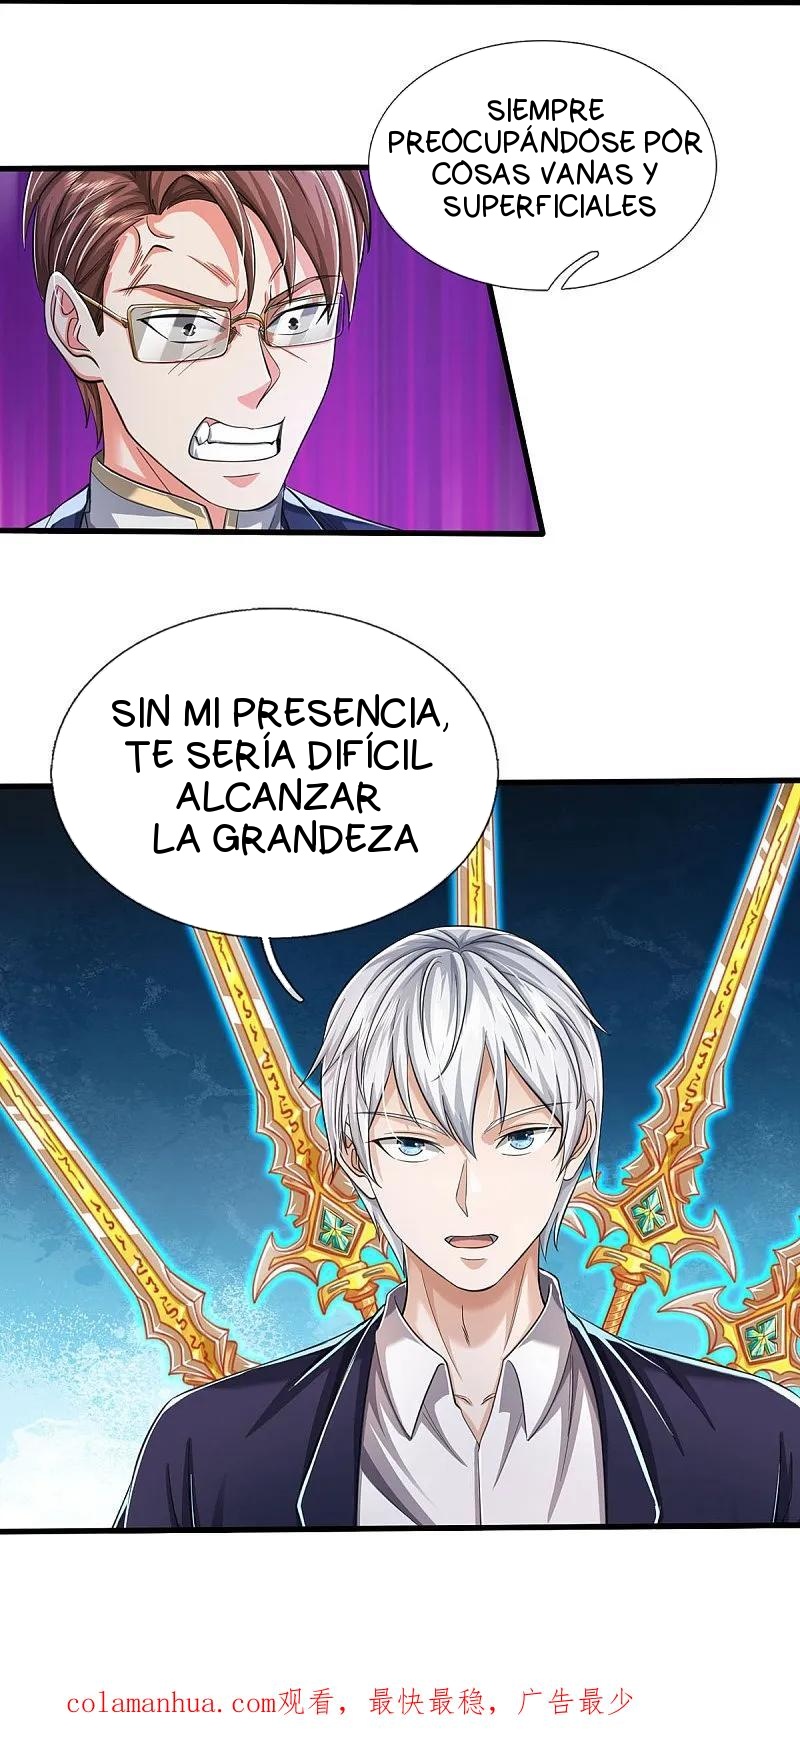 SIEMPRE
PREOCUPÁNDOSE POR
COSAS VANAS Y
SUPERFICIALES
SIN MI PRESENCIA,
TE SERÍA DIFÍCIL
ALCANZAR
LA GRANDEZA
colamanhua.com观看，最快最稳，广告最少